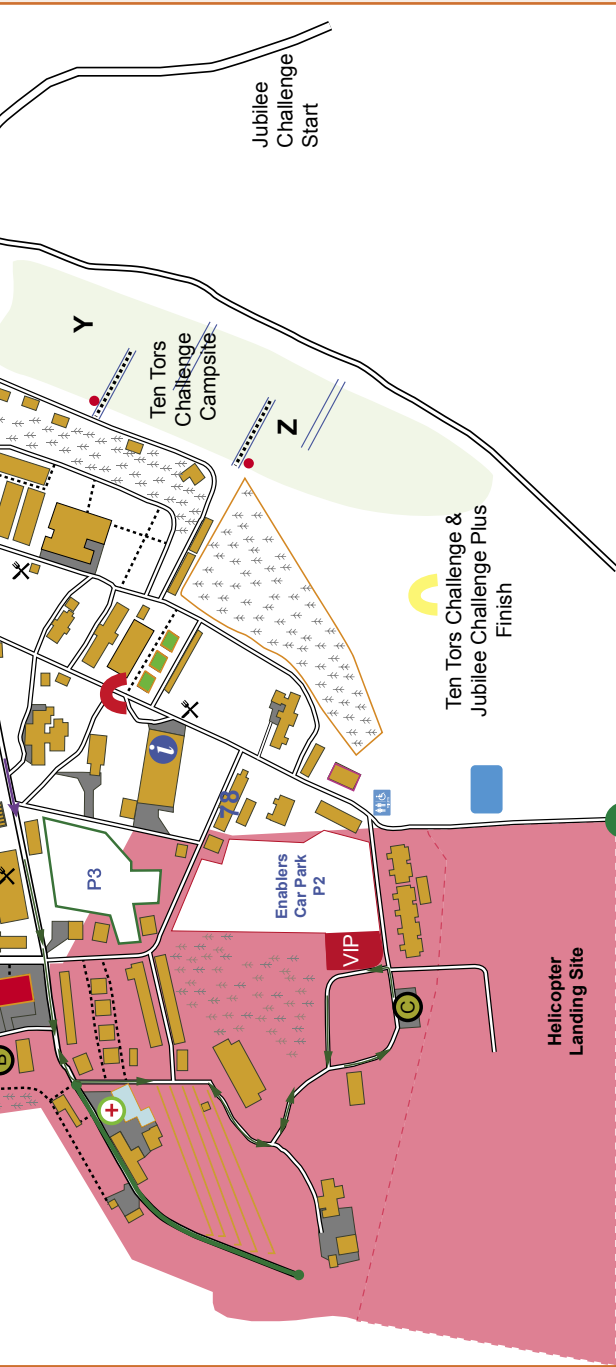 Jubilee
Challenge
Start
Y
Ten Tors
Challenge
Campsite
Z
Ten Tors Challenge &
Jubilee Challenge Plus
Finish
i
78
P3
Enablers
Car Park
P2
VIP
C
Helicopter
Landing Site